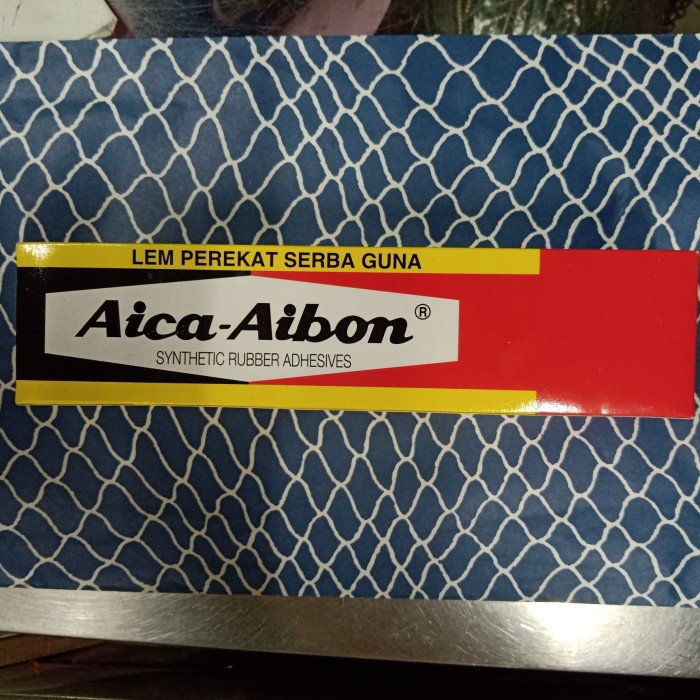 LEM PEREKAT SERBA GUNA
Aica-Aibon®
SYNTHETIC RUBBER ADHESIVES